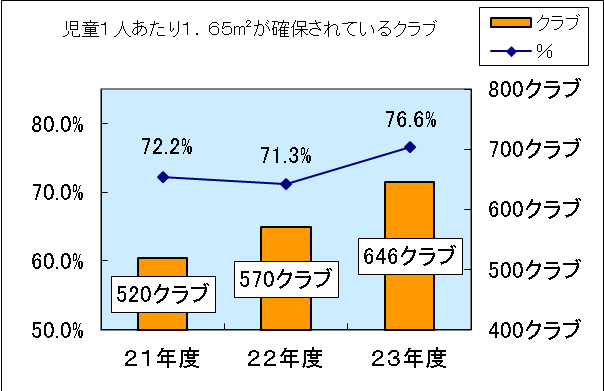 児童１人あたり１．６５㎡が確保されているクラブ
クラブ
％
80.0%
70.0%
60.0%
50.0%
72.2%
71.3%
76.6%
520クラブ
570クラブ
646クラブ
800クラブ
700クラブ
600クラブ
500クラブ
400クラブ
２１年度
２２年度
２３年度